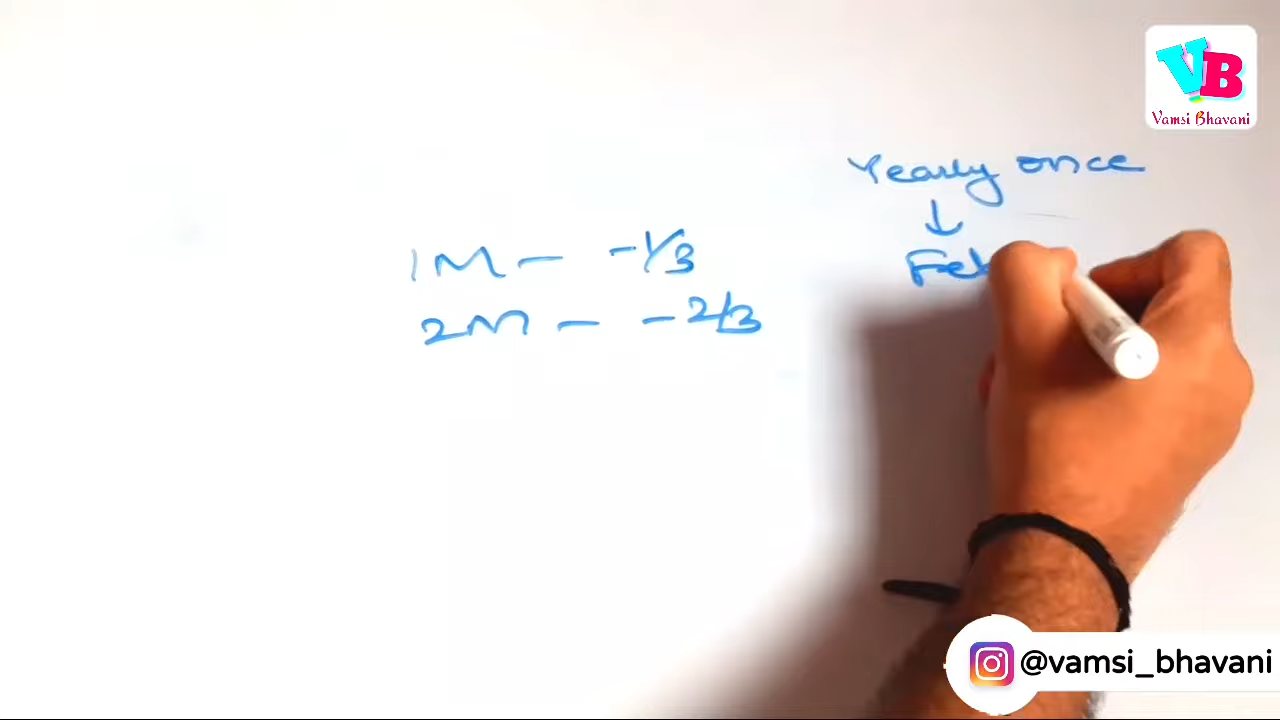 VB
Vamsi Bhavani
Yearly once
↓
1M - -1/3
2M - -2/3
@vamsi_bhavani